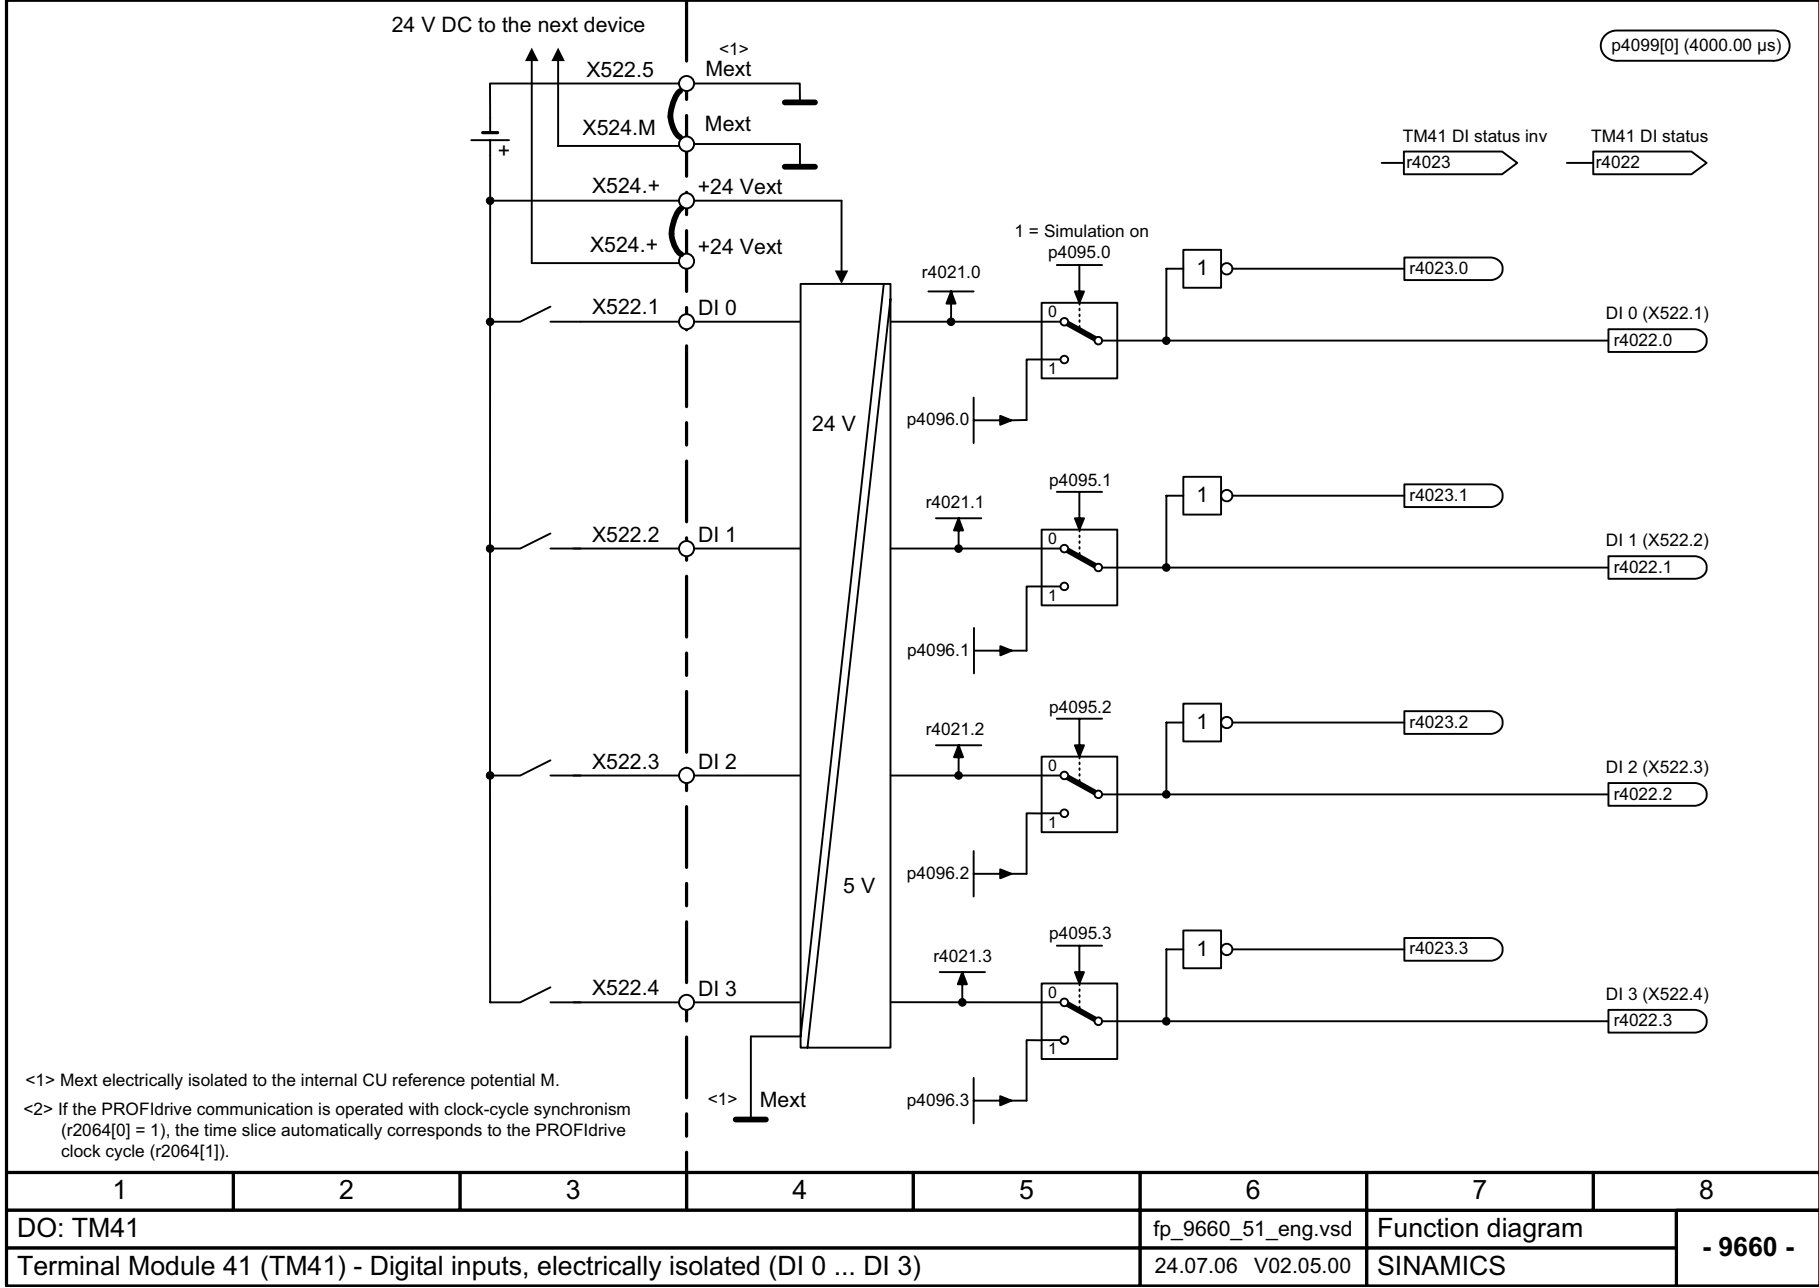 24 V DC to the next device
p4099[0] (4000.00 µs)
<1>
X522.5 Mext
X524.M Mext
+
X524.+ +24 Vext
X524.+ +24 Vext
TM41 DI status inv TM41 DI status
r4023 r4022
1 = Simulation on
p4095.0
r4021.0
1 r4023.0
X522.1 DI 0
0
1
DI 0 (X522.1)
r4022.0
p4096.0
24 V
p4095.1
r4021.1
1 r4023.1
X522.2 DI 1
0
1
DI 1 (X522.2)
r4022.1
p4096.1
p4095.2
r4021.2
1 r4023.2
X522.3 DI 2
0
1
DI 2 (X522.3)
r4022.2
p4096.2
5 V
p4095.3
r4021.3
1 r4023.3
X522.4 DI 3
0
1
DI 3 (X522.4)
r4022.3
p4096.3
<1> Mext
<1> Mext electrically isolated to the internal CU reference potential M.
<2> If the PROFIdrive communication is operated with clock-cycle synchronism
(r2064[0] = 1), the time slice automatically corresponds to the PROFIdrive
clock cycle (r2064[1]).
1 2 3 4 5 6 7 8
DO: TM41 fp_9660_51_eng.vsd Function diagram
- 9660 -
Terminal Module 41 (TM41) - Digital inputs, electrically isolated (DI 0 ... DI 3) 24.07.06 V02.05.00 SINAMICS